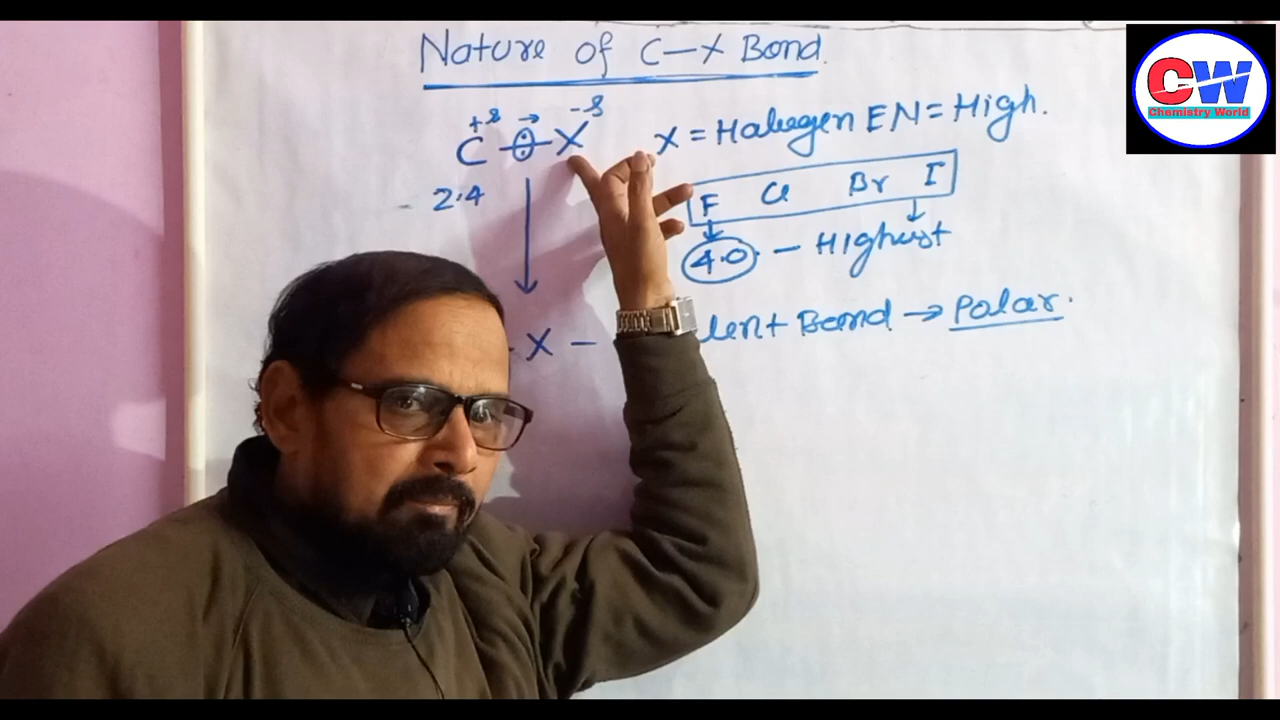 Nature of C—X Bond.
+δ → -δ
C — X X = Halogen EN = High.
2.4
F Cl Br I
4.0 — Highest
X — lent Bond → Polar.
CW
Chemistry World